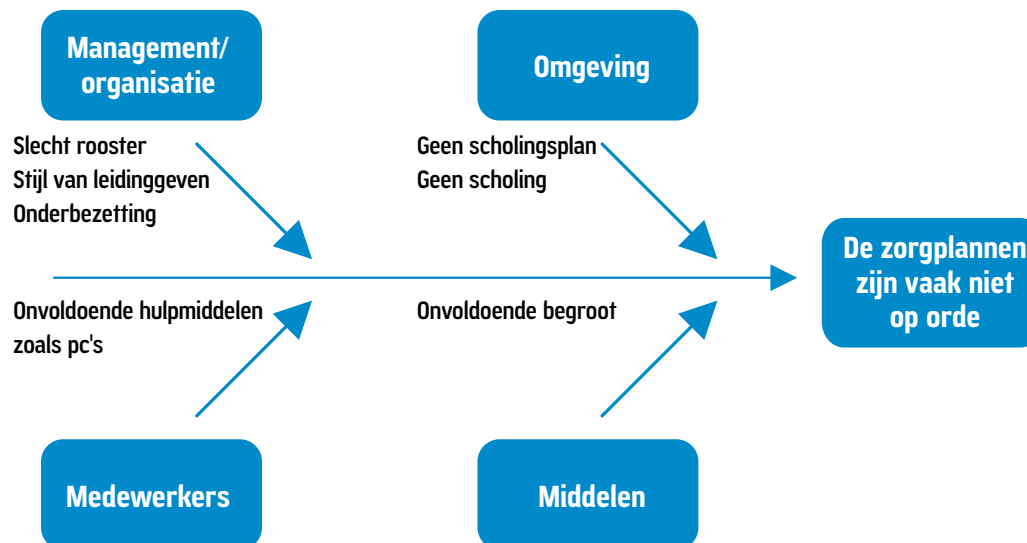 Management/
organisatie
Omgeving
Slecht rooster
Stijl van leidinggeven
Onderbezetting
Geen scholingsplan
Geen scholing
De zorgplannen
zijn vaak niet
op orde
Onvoldoende hulpmiddelen
zoals pc's
Onvoldoende begroot
Medewerkers
Middelen